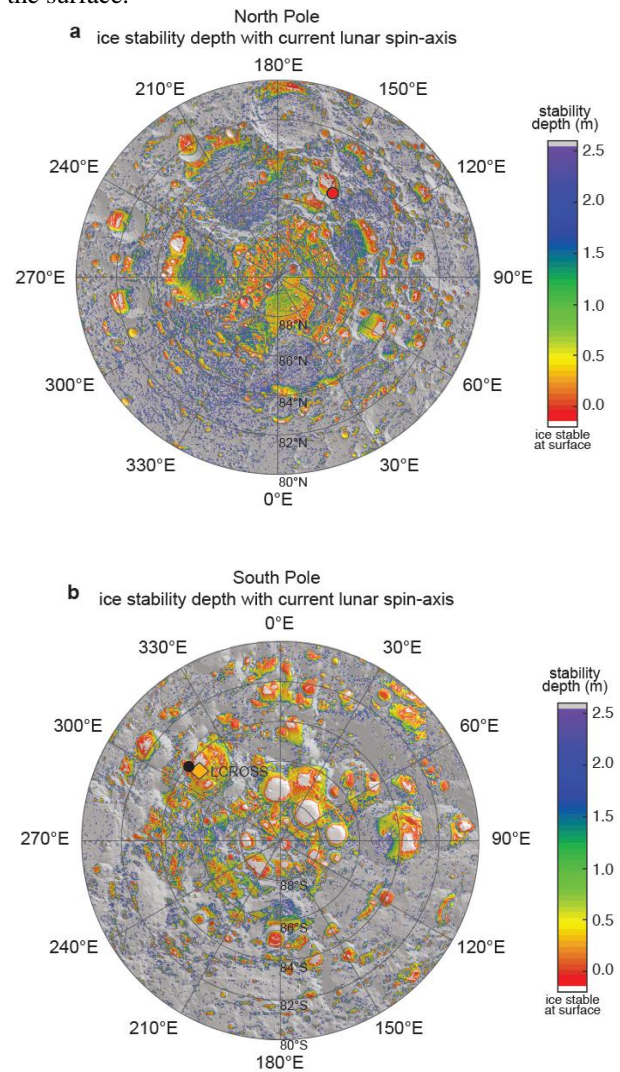 the surface.
a
North Pole
ice stability depth with current lunar spin-axis
180°E
210°E
150°E
240°E
120°E
270°E
90°E
300°E
60°E
330°E
30°E
0°E
88°N
86°N
84°N
82°N
80°N
stability
depth (m)
2.5
2.0
1.5
1.0
0.5
0.0
ice stable
at surface
b
South Pole
ice stability depth with current lunar spin-axis
0°E
330°E
30°E
300°E
60°E
LCROSS
270°E
90°E
240°E
120°E
210°E
150°E
180°E
88°S
86°S
84°S
82°S
80°S
stability
depth (m)
2.5
2.0
1.5
1.0
0.5
0.0
ice stable
at surface